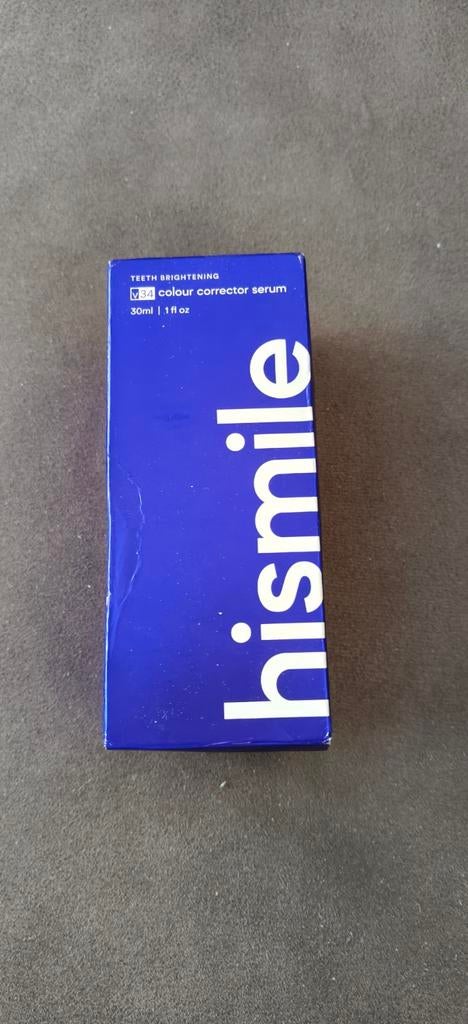 TEETH BRIGHTENING
v34 colour corrector serum
30ml | 1 fl oz
hismile